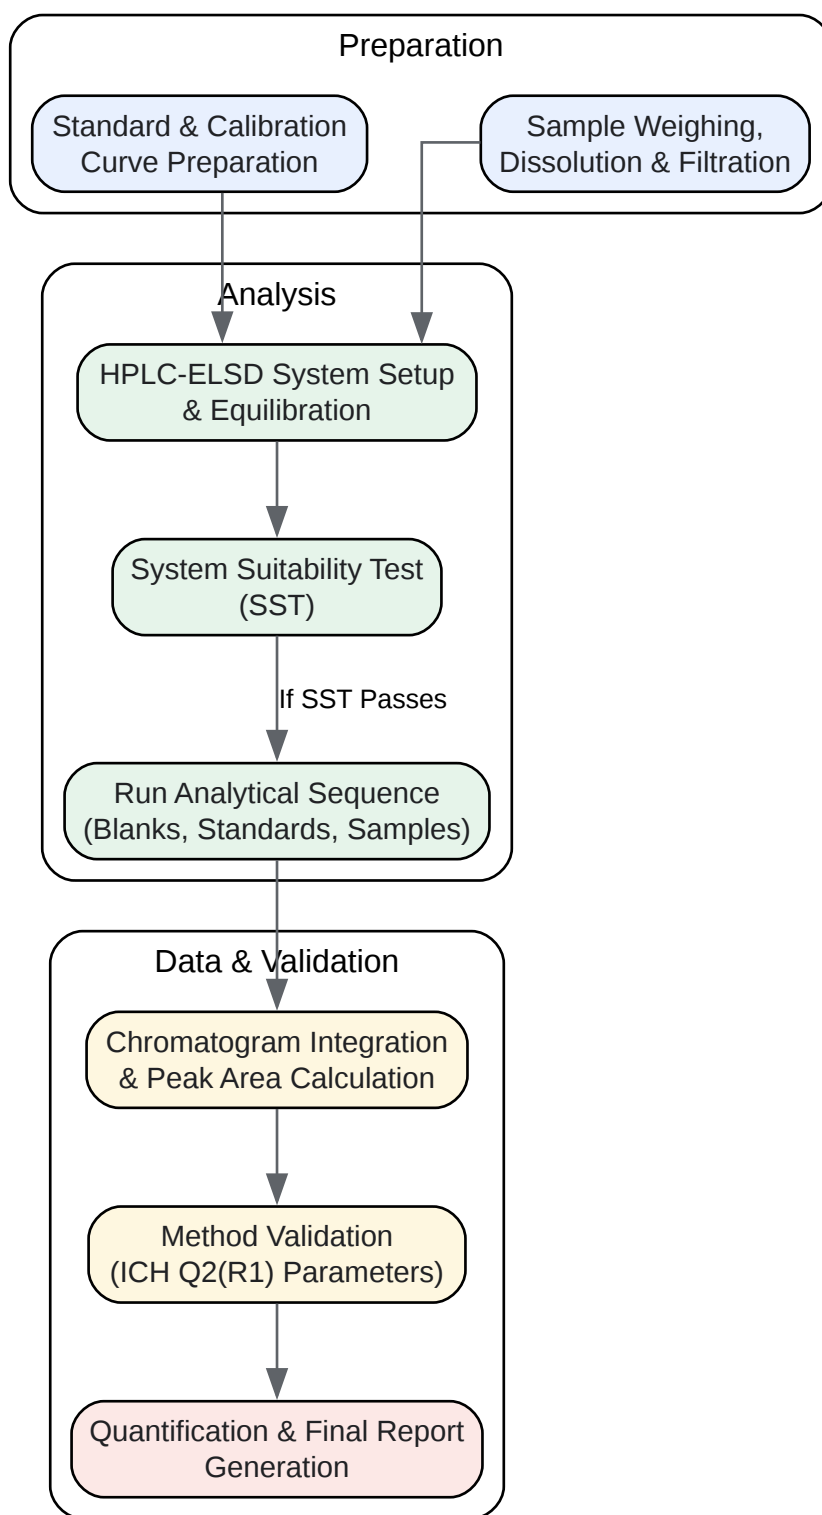 Preparation
Standard & Calibration
Curve Preparation
Sample Weighing,
Dissolution & Filtration
Analysis
HPLC-ELSD System Setup
& Equilibration
System Suitability Test
(SST)
If SST Passes
Run Analytical Sequence
(Blanks, Standards, Samples)
Data & Validation
Chromatogram Integration
& Peak Area Calculation
Method Validation
(ICH Q2(R1) Parameters)
Quantification & Final Report
Generation